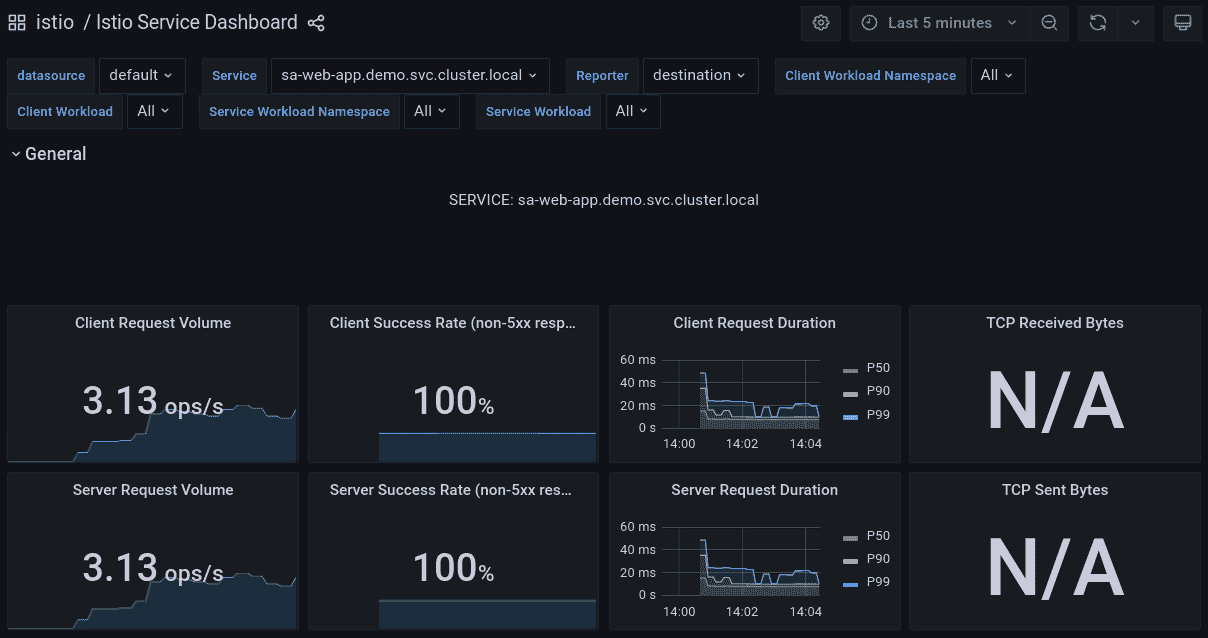 istio / Istio Service Dashboard
Last 5 minutes
datasource default Service sa-web-app.demo.svc.cluster.local Reporter destination Client Workload Namespace All
Client Workload All Service Workload Namespace All Service Workload All
General
SERVICE: sa-web-app.demo.svc.cluster.local
Client Request Volume
3.13 ops/s
Client Success Rate (non-5xx resp...
100%
Client Request Duration
60 ms
40 ms
20 ms
0 s
14:00 14:02 14:04
P50
P90
P99
TCP Received Bytes
N/A
Server Request Volume
3.13 ops/s
Server Success Rate (non-5xx res...
100%
Server Request Duration
60 ms
40 ms
20 ms
0 s
14:00 14:02 14:04
P50
P90
P99
TCP Sent Bytes
N/A